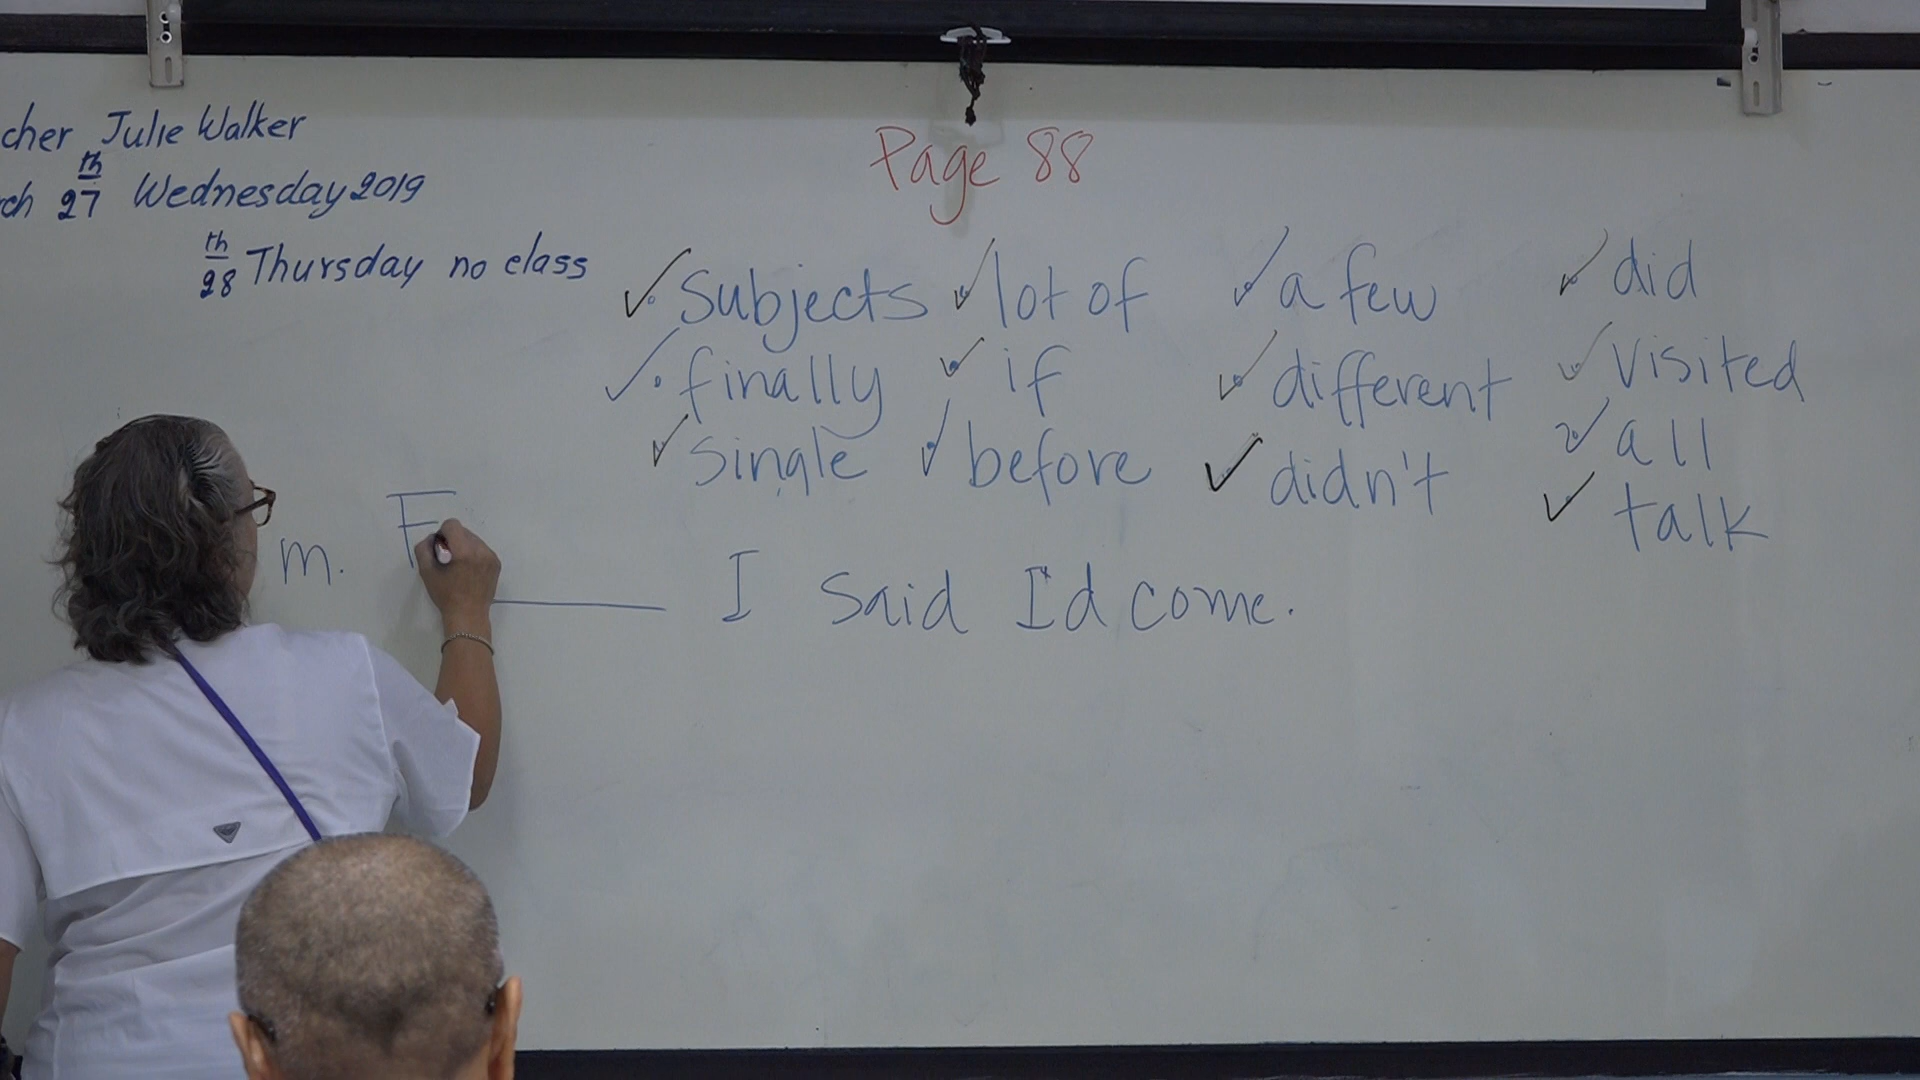 cher Julie Walker
ch 27th Wednesday 2019
28th Thursday no class
Page 88
subjects lot of a few did
finally if different visited
single before didn't all
talk
m. F
I said I'd come.